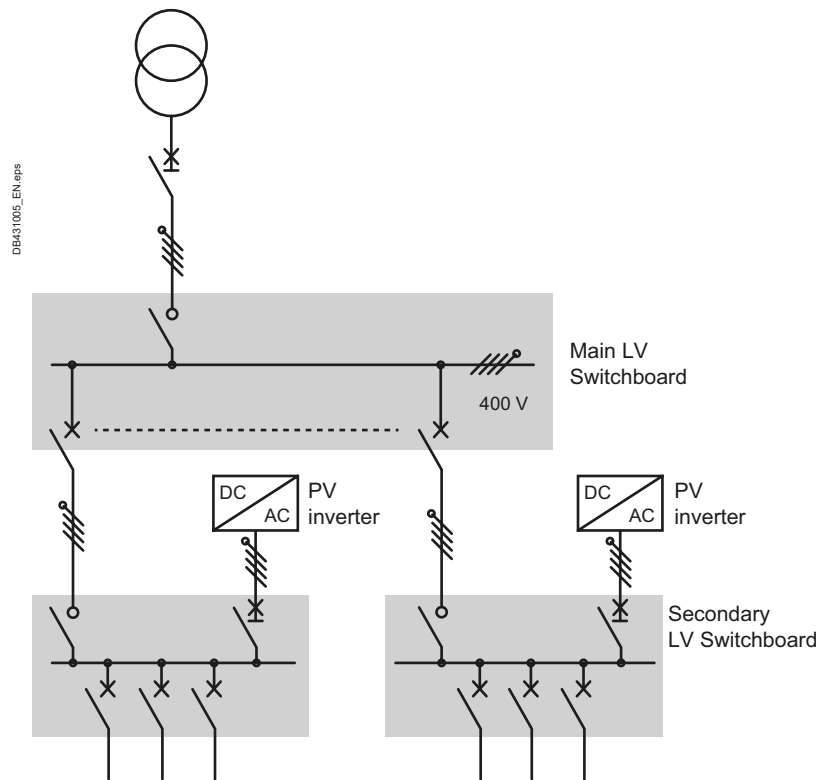 DB431005_EN.eps
Main LV
Switchboard
400 V
DC
AC
PV
inverter
DC
AC
PV
inverter
Secondary
LV Switchboard